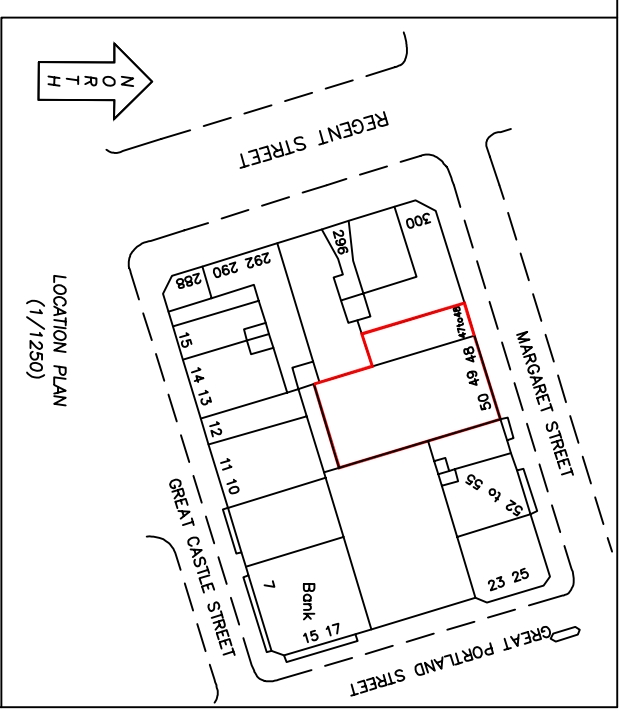 NORTH
REGENT STREET
300
296
292 290 288
47to48
48 49 50
MARGARET STREET
52 to 55
23 25
15
14 13
12
11 10
7
Bank
15 17
GREAT CASTLE STREET
GREAT PORTLAND STREET
LOCATION PLAN
(1/1250)